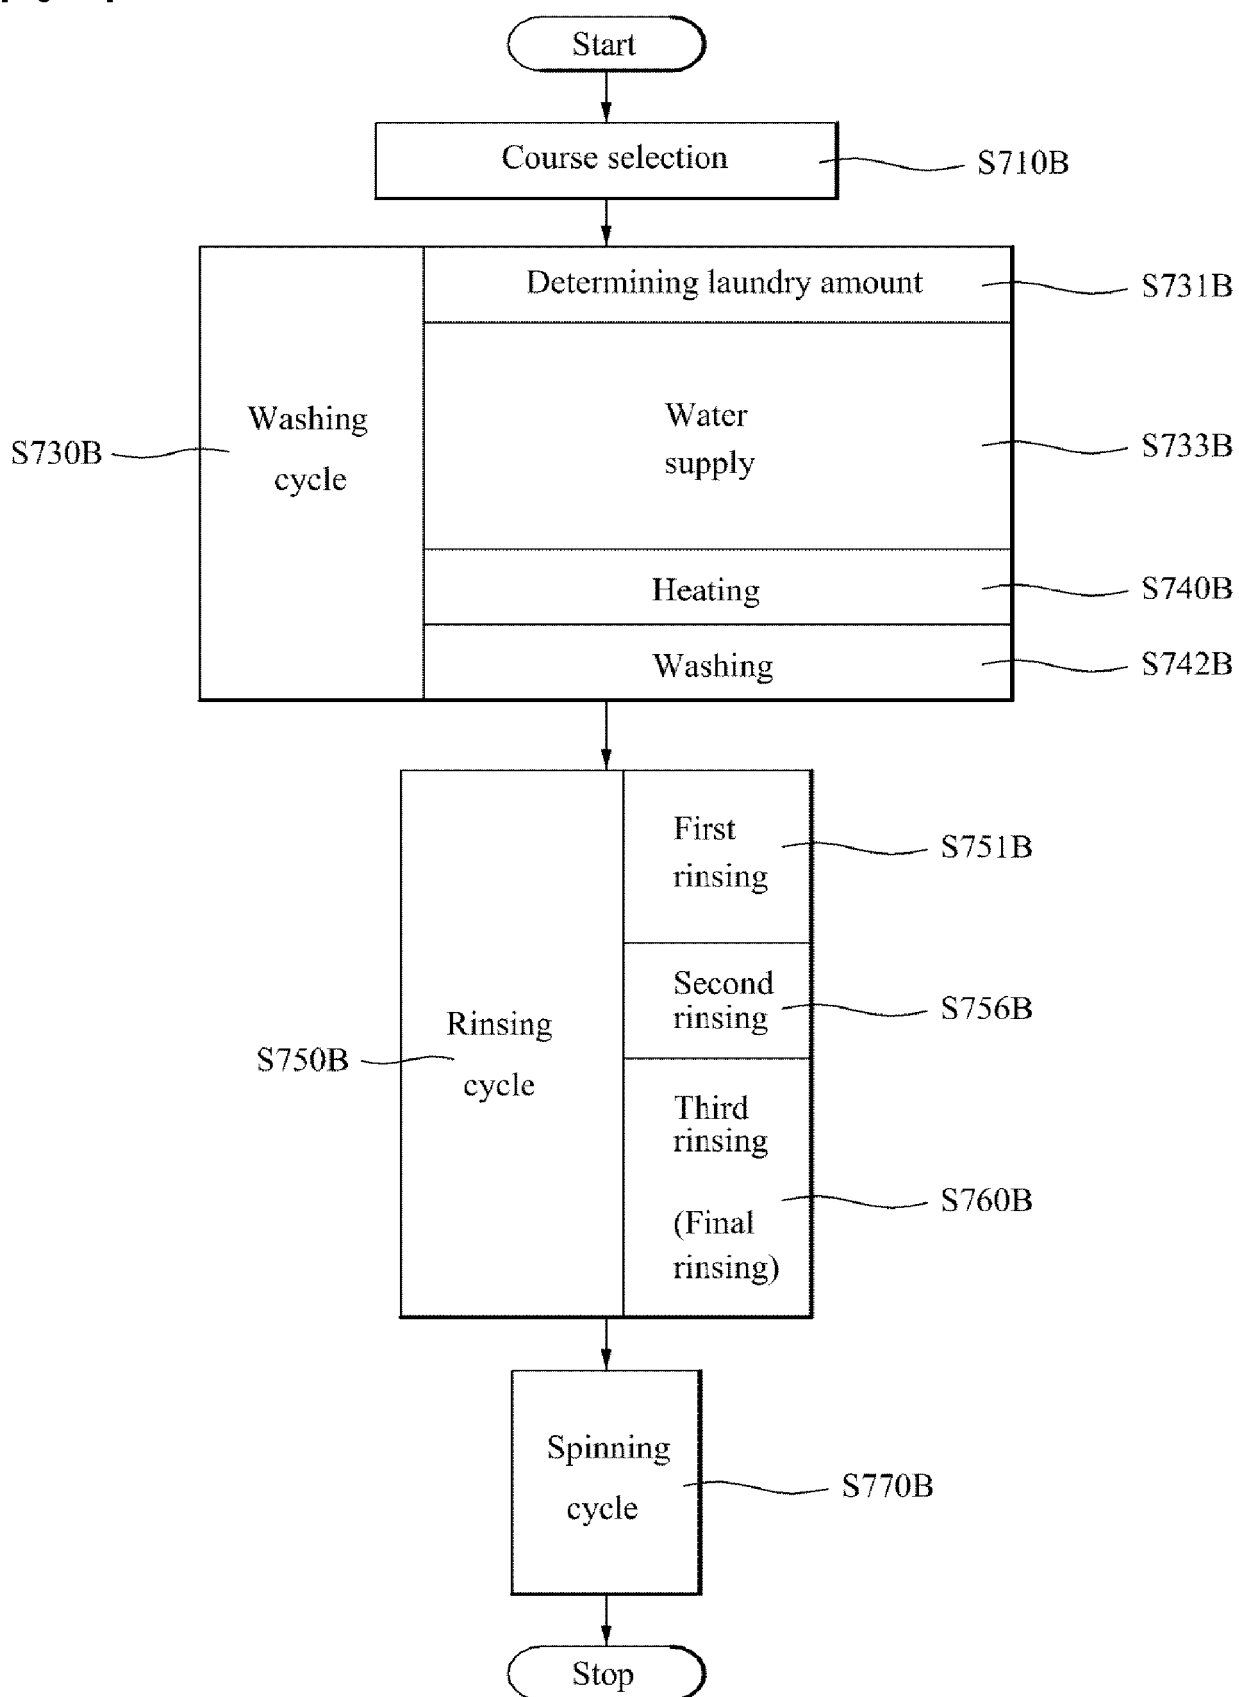 Start
Course selection
S710B
Determining laundry amount
S731B
Washing
cycle
S730B
Water
supply
S733B
Heating
S740B
Washing
S742B
First
rinsing
S751B
Second
rinsing
S756B
Rinsing
cycle
S750B
Third
rinsing
(Final
rinsing)
S760B
Spinning
cycle
S770B
Stop